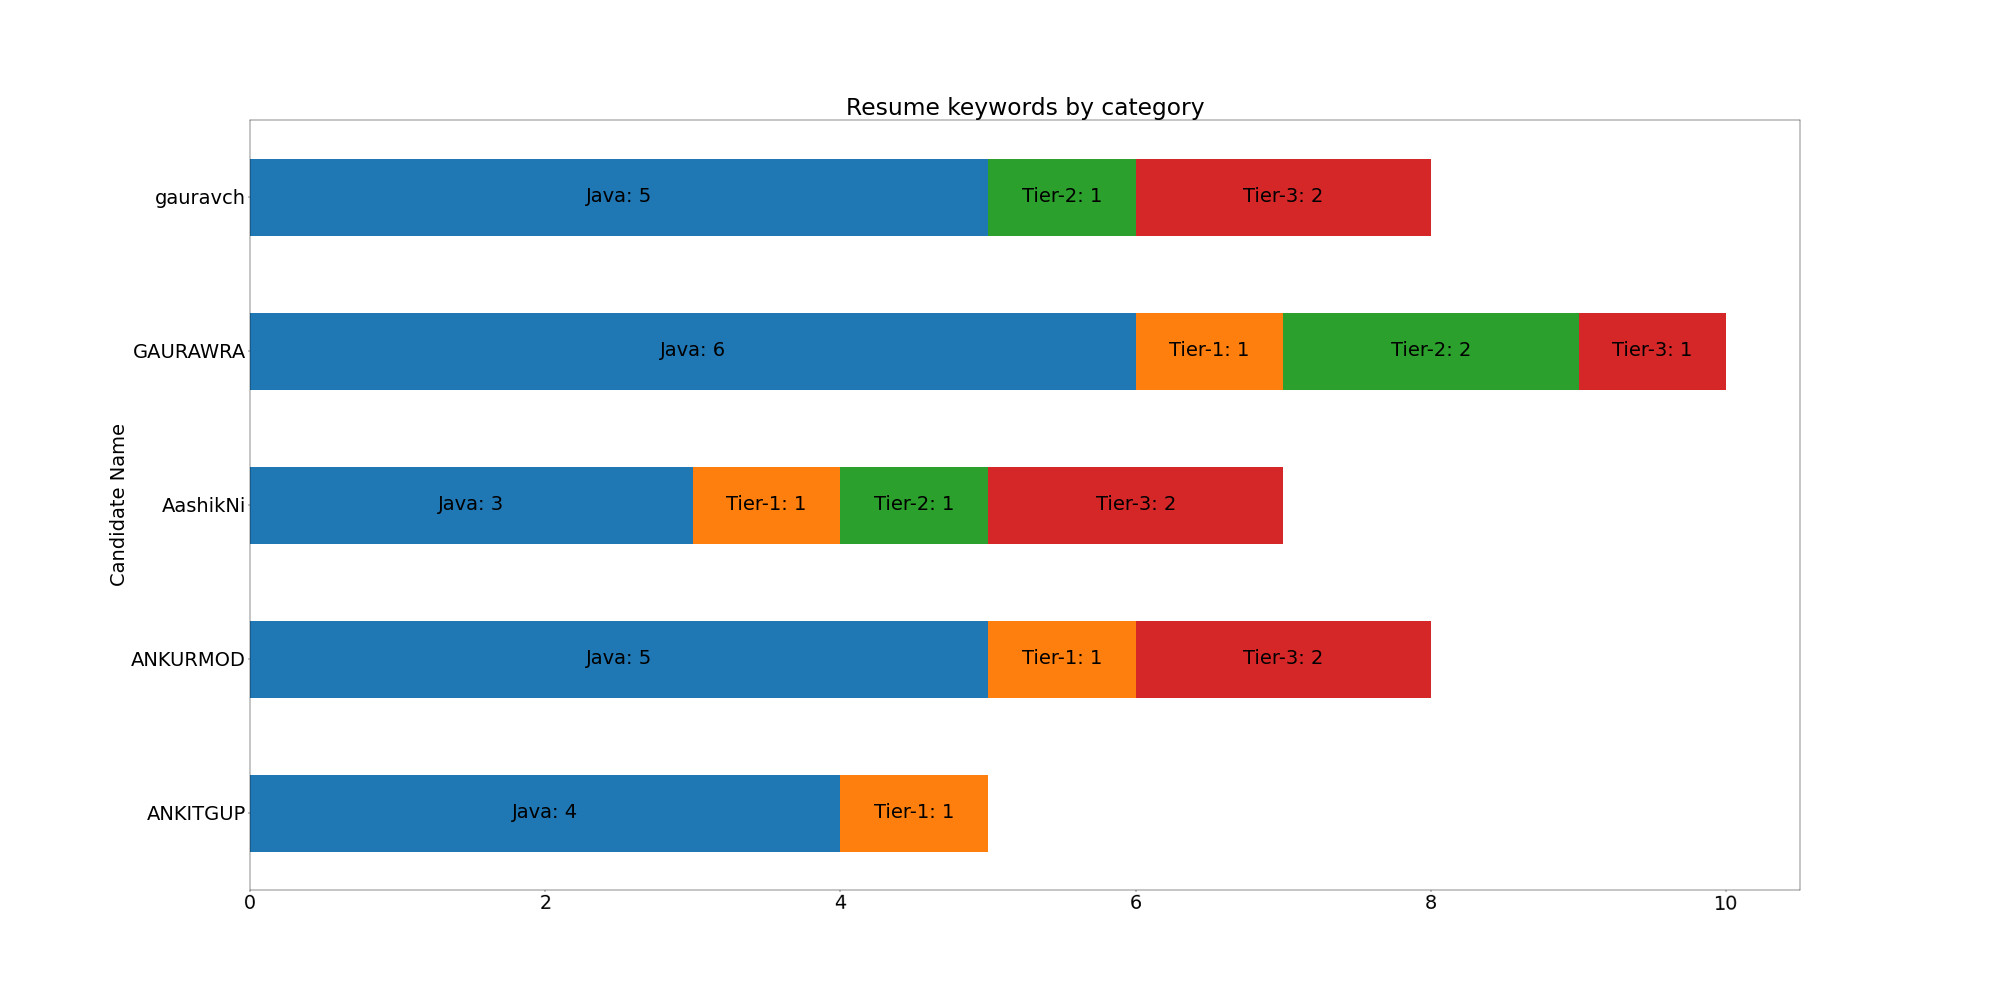 Resume keywords by category
gauravch
Java: 5 Tier-2: 1 Tier-3: 2
GAURAWRA
Java: 6 Tier-1: 1 Tier-2: 2 Tier-3: 1
Candidate Name
AashikNi
Java: 3 Tier-1: 1 Tier-2: 1 Tier-3: 2
ANKURMOD
Java: 5 Tier-1: 1 Tier-3: 2
ANKITGUP
Java: 4 Tier-1: 1
0 2 4 6 8 10